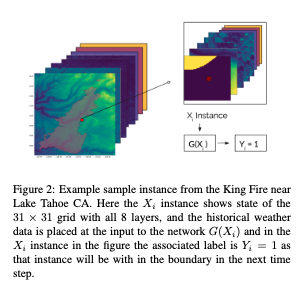 X_i Instance
G(X_i)
Y_i = 1
Figure 2: Example sample instance from the King Fire near
Lake Tahoe CA. Here the X_i instance shows state of the
31 × 31 grid with all 8 layers, and the historical weather
data is placed at the input to the network G(X_i) and in the
X_i instance in the figure the associated label is Y_i = 1 as
that instance will be with in the boundary in the next time
step.